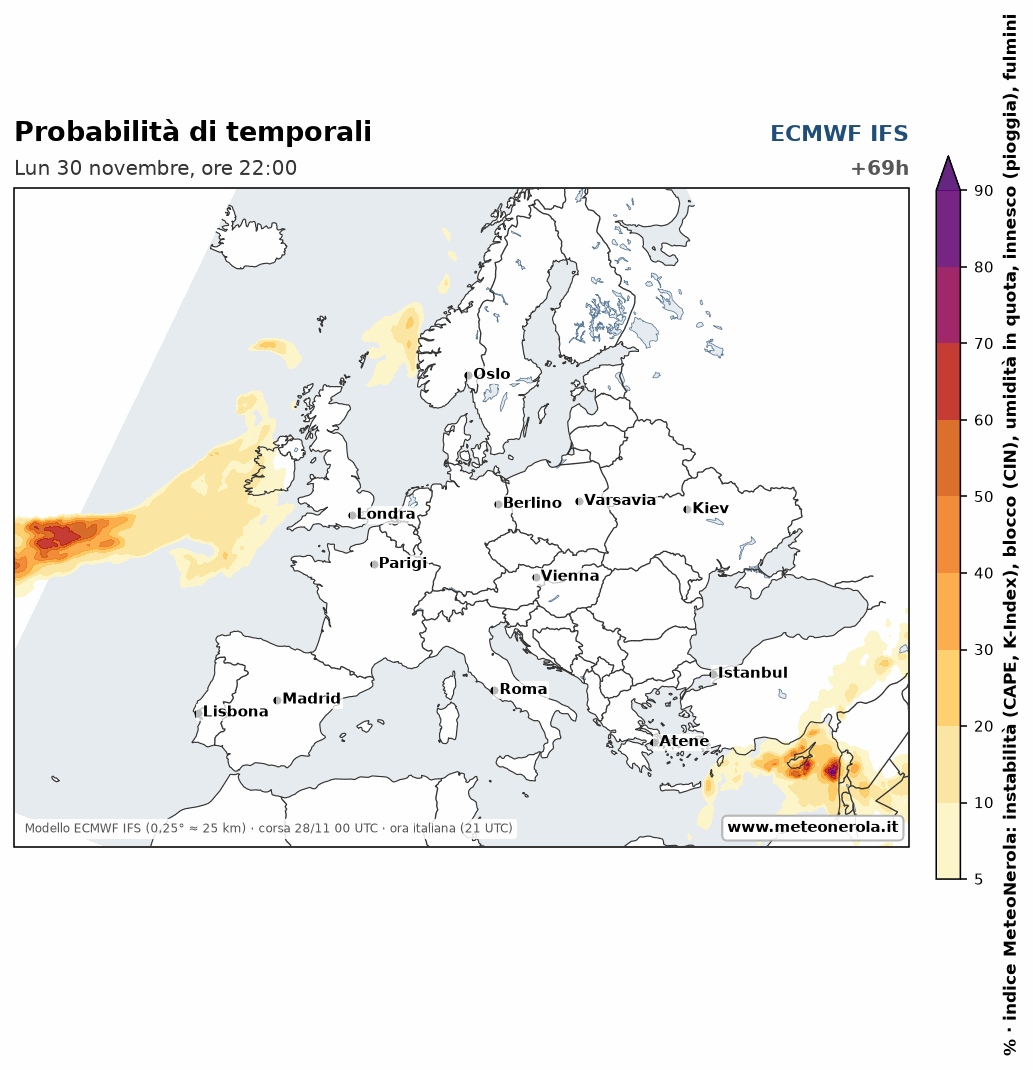 Probabilità di temporali
ECMWF IFS
Lun 30 novembre, ore 22:00
+69h
Oslo
Londra
Berlino
Varsavia
Kiev
Parigi
Vienna
Istanbul
Roma
Madrid
Lisbona
Atene
Modello ECMWF IFS (0,25° ≈ 25 km) · corsa 28/11 00 UTC · ora italiana (21 UTC)
www.meteonerola.it
90
80
70
60
50
40
30
20
10
5
% · indice MeteoNerola: instabilità (CAPE, K-Index), blocco (CIN), umidità in quota, innesco (pioggia), fulmini